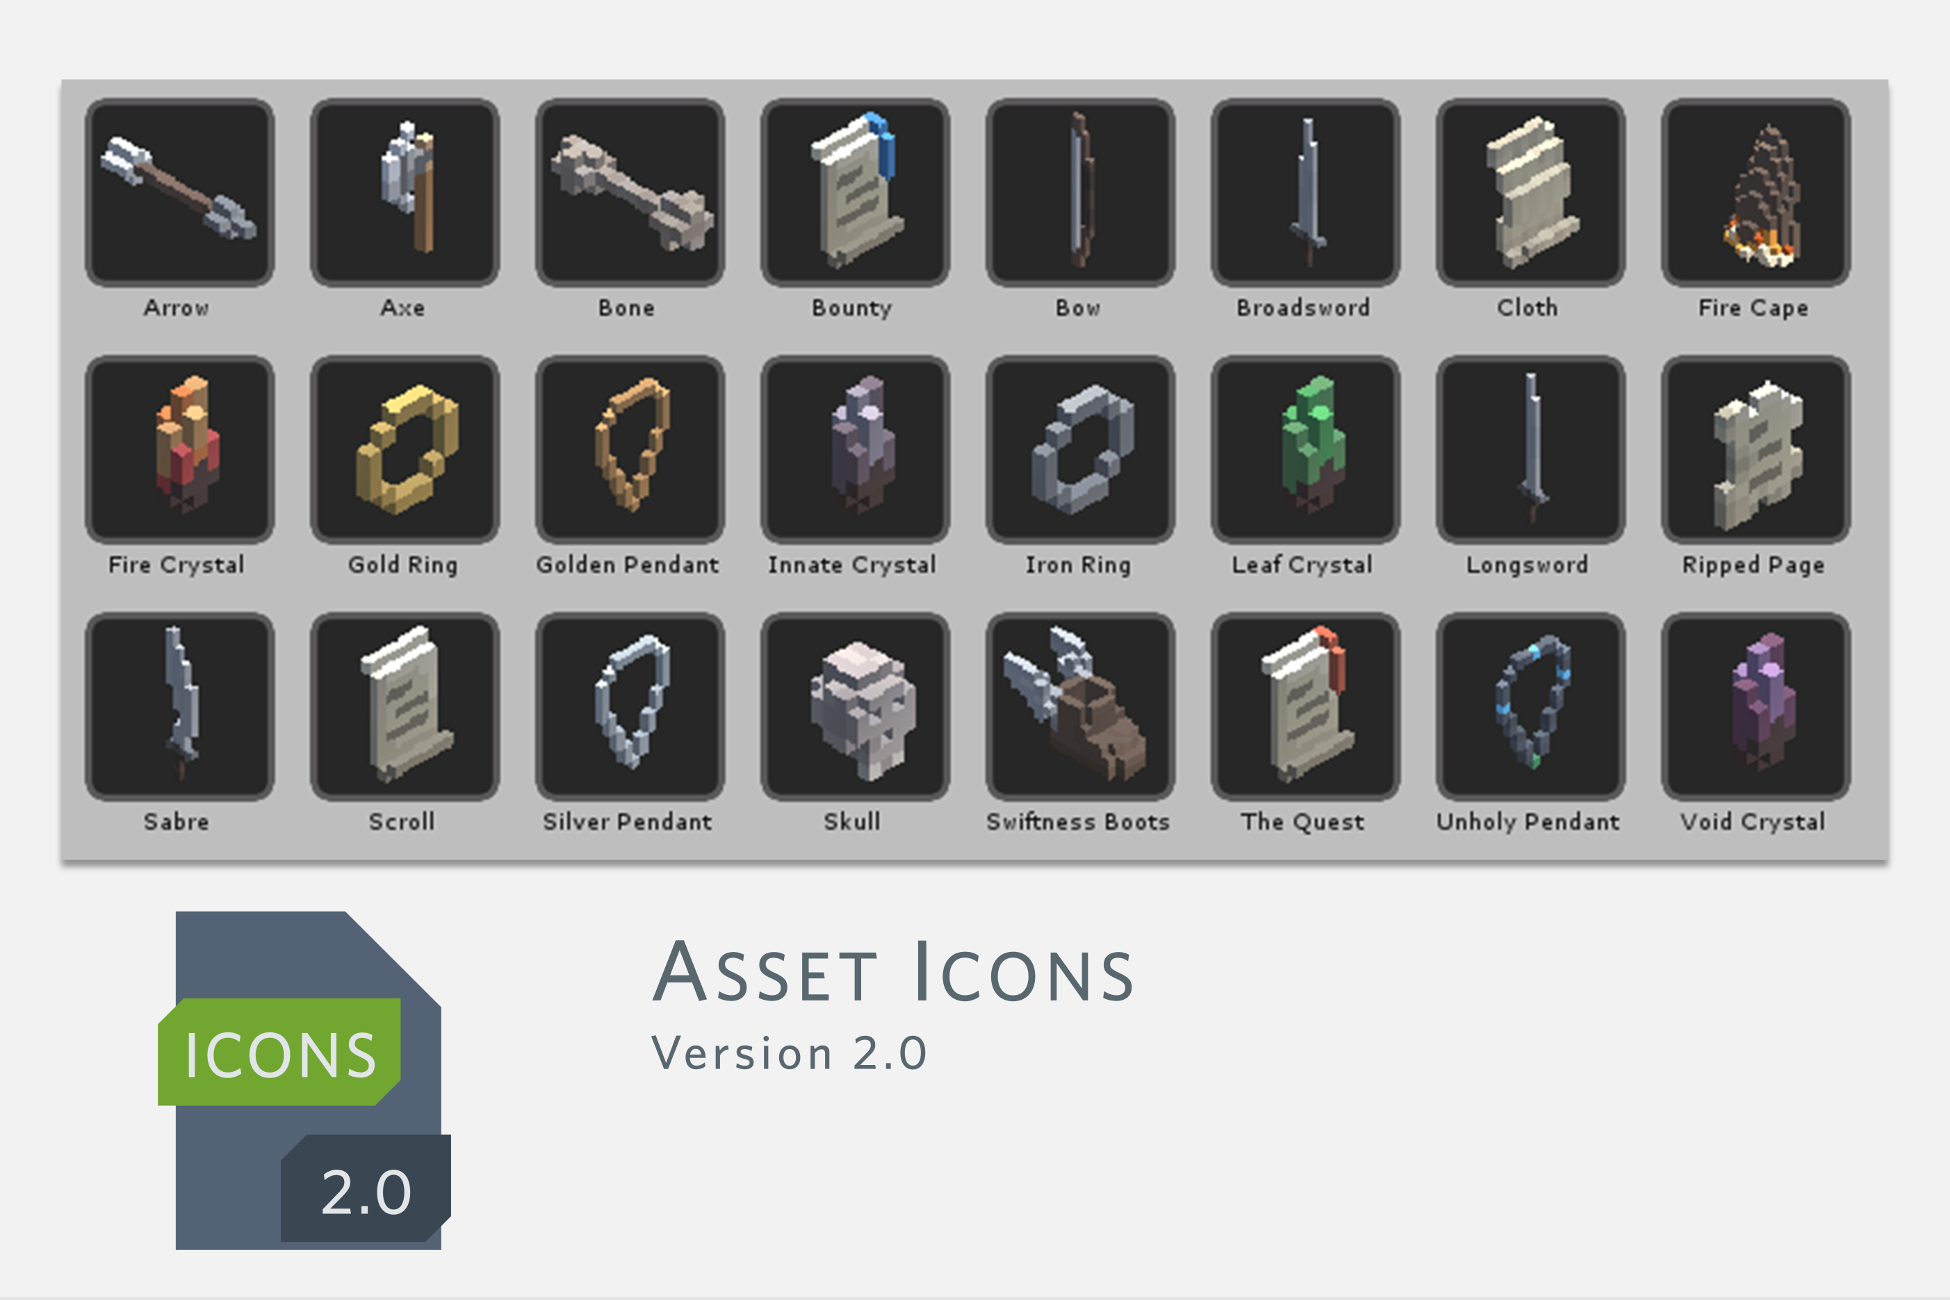 Arrow Axe Bone Bounty Bow Broadsword Cloth Fire Cape
Fire Crystal Gold Ring Golden Pendant Innate Crystal Iron Ring Leaf Crystal Longsword Ripped Page
Sabre Scroll Silver Pendant Skull Swiftness Boots The Quest Unholy Pendant Void Crystal
ASSET ICONS
Version 2.0
ICONS
2.0